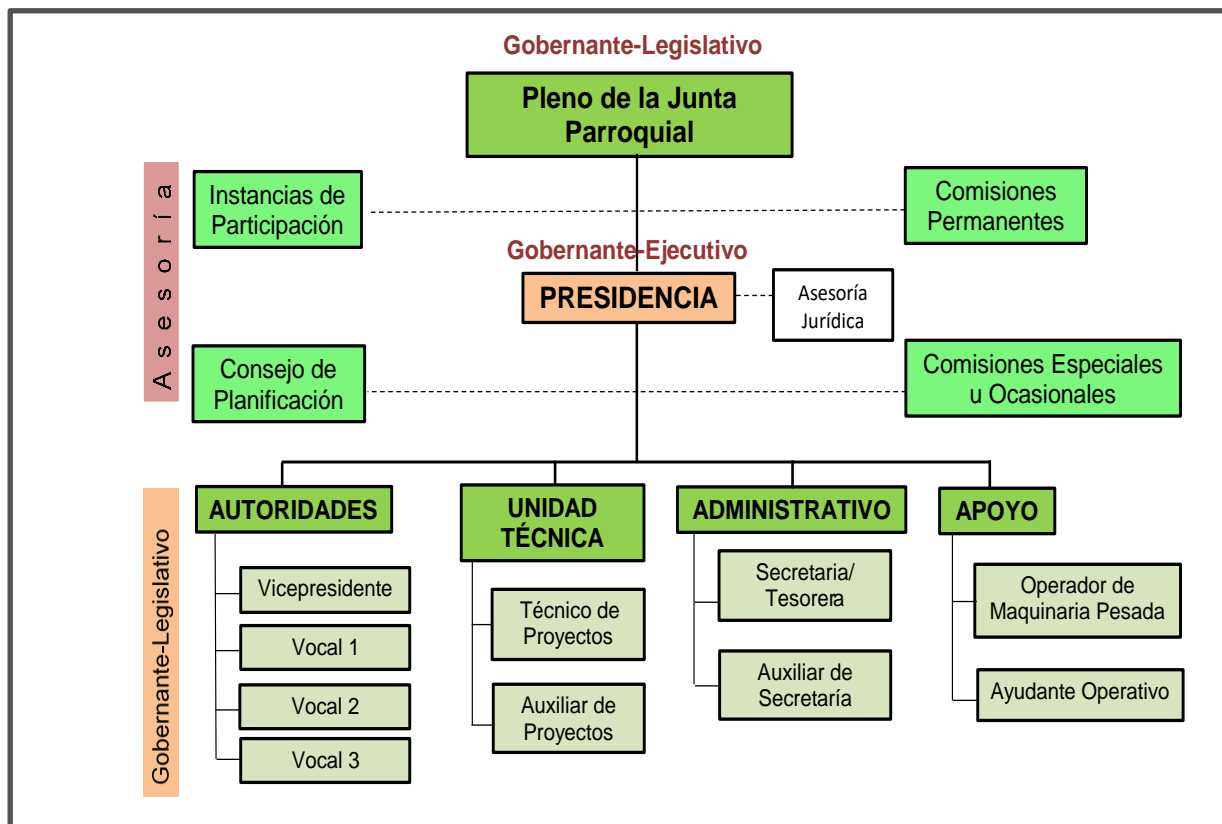 Gobernante-Legislativo
Pleno de la Junta
Parroquial
Asesoría
Instancias de
Participación
Comisiones
Permanentes
Gobernante-Ejecutivo
PRESIDENCIA
Asesoría
Jurídica
Consejo de
Planificación
Comisiones Especiales
u Ocasionales
Gobernante-Legislativo
AUTORIDADES
Vicepresidente
Vocal 1
Vocal 2
Vocal 3
UNIDAD
TÉCNICA
Técnico de
Proyectos
Auxiliar de
Proyectos
ADMINISTRATIVO
Secretaria/
Tesorera
Auxiliar de
Secretaría
APOYO
Operador de
Maquinaria Pesada
Ayudante Operativo